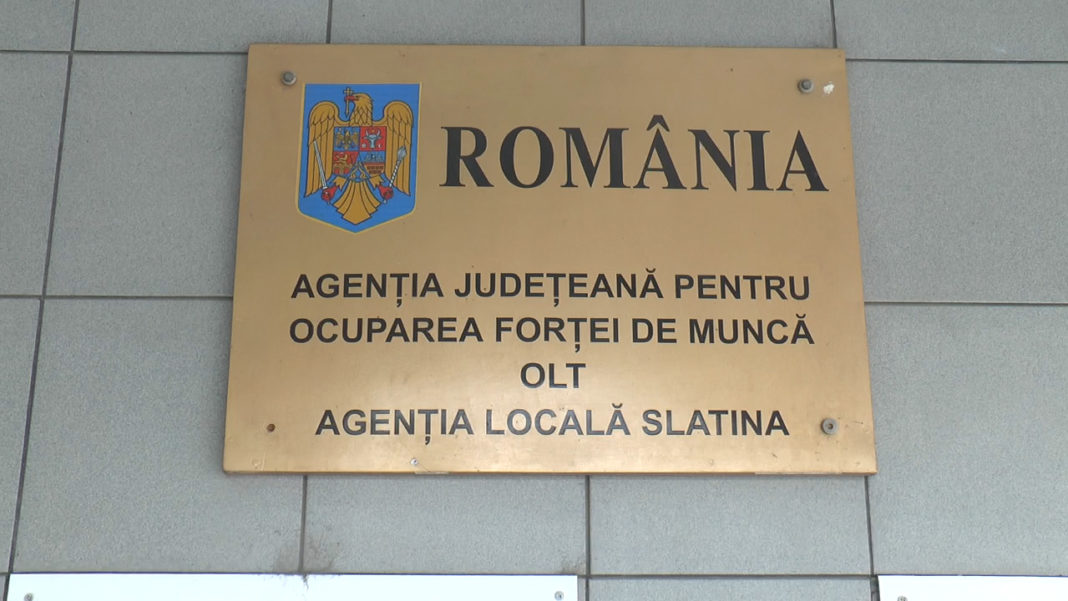 ROMÂNIA
AGENȚIA JUDEȚEANĂ PENTRU
OCUPAREA FORȚEI DE MUNCĂ
OLT
AGENȚIA LOCALĂ SLATINA